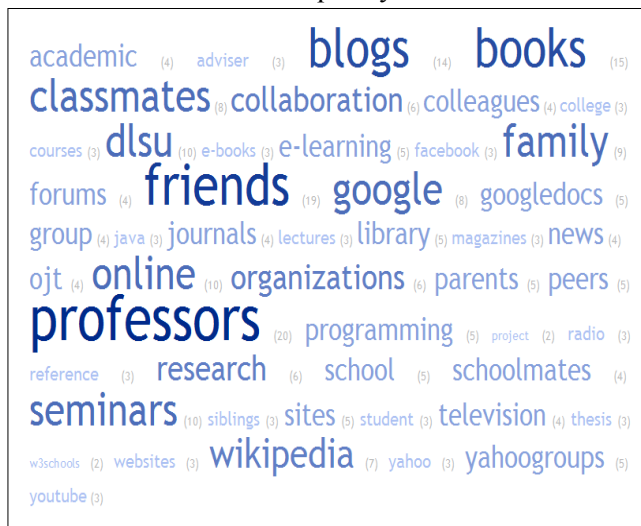 academic (4) adviser (3) blogs (14) books (15)
classmates (8) collaboration (6) colleagues (4) college (3)
courses (3) dlsu (10) e-books (3) e-learning (5) facebook (3) family (9)
forums (4) friends (19) google (8) googledocs (5)
group (4) java (3) journals (4) lectures (3) library (5) magazines (3) news (4)
ojt (4) online (10) organizations (6) parents (5) peers (5)
professors (20) programming (5) project (2) radio (3)
reference (3) research (6) school (5) schoolmates (4)
seminars (10) siblings (3) sites (5) student (3) television (4) thesis (3)
w3schools (2) websites (3) wikipedia (7) yahoo (3) yahoogroups (5)
youtube (3)